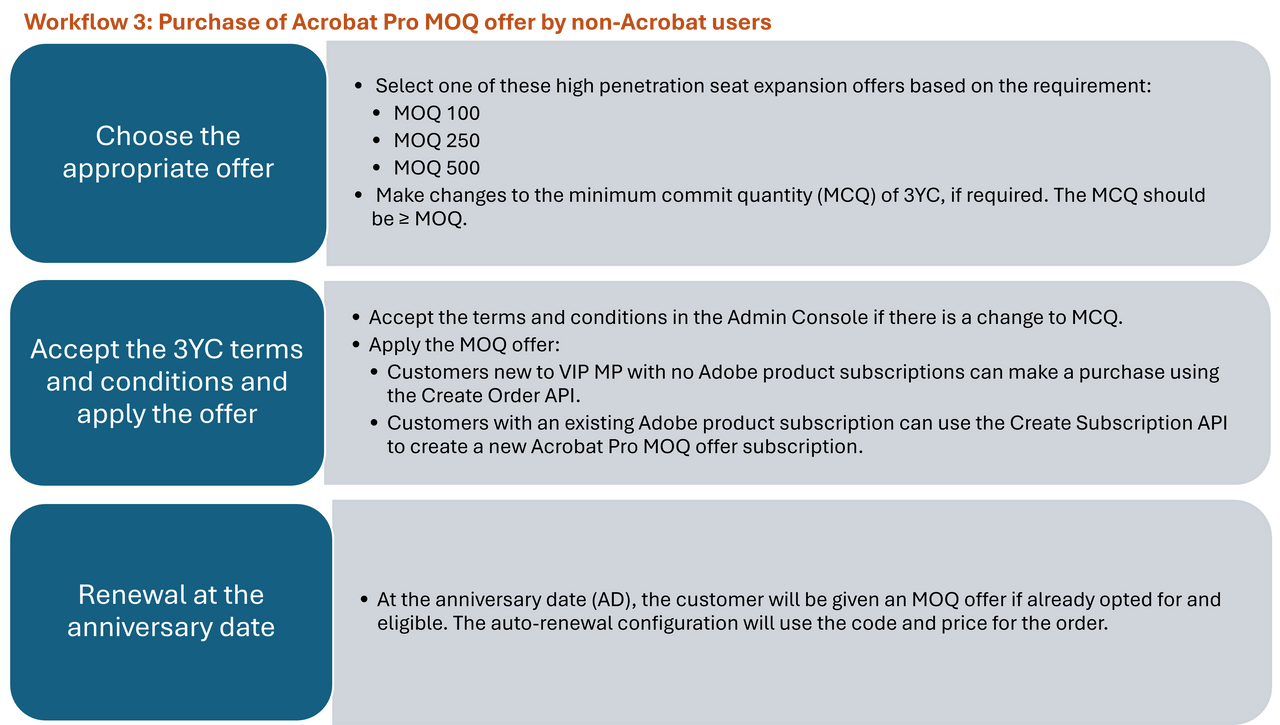 Workflow 3: Purchase of Acrobat Pro MOQ offer by non-Acrobat users
Choose the
appropriate offer
• Select one of these high penetration seat expansion offers based on the requirement:
• MOQ 100
• MOQ 250
• MOQ 500
• Make changes to the minimum commit quantity (MCQ) of 3YC, if required. The MCQ should
be ≥ MOQ.
Accept the 3YC terms
and conditions and
apply the offer
• Accept the terms and conditions in the Admin Console if there is a change to MCQ.
• Apply the MOQ offer:
• Customers new to VIP MP with no Adobe product subscriptions can make a purchase using
the Create Order API.
• Customers with an existing Adobe product subscription can use the Create Subscription API
to create a new Acrobat Pro MOQ offer subscription.
Renewal at the
anniversary date
• At the anniversary date (AD), the customer will be given an MOQ offer if already opted for and
eligible. The auto-renewal configuration will use the code and price for the order.